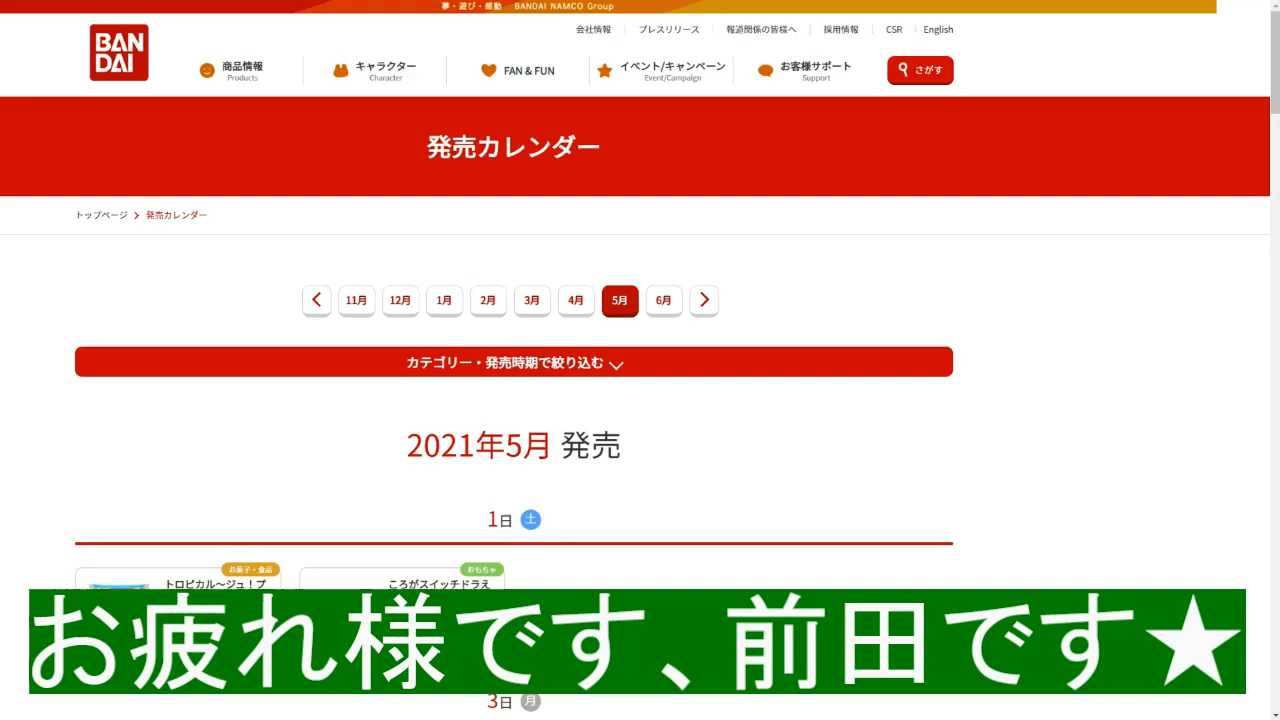 夢・遊び・感動 BANDAI NAMCO Group
会社情報 プレスリリース 報道関係の皆様へ 採用情報 CSR English
BAN
DAI
商品情報
Products
キャラクター
Character
FAN & FUN
イベント/キャンペーン
Event/Campaign
お客様サポート
Support
さがす
発売カレンダー
トップページ 発売カレンダー
11月 12月 1月 2月 3月 4月 5月 6月
カテゴリー・発売時期で絞り込む
2021年5月 発売
1日 土
お菓子・食品
トロピカル～ジュ！プ
おもちゃ
ころがスイッチドラえ
お疲れ様です、前田です★
3日 月